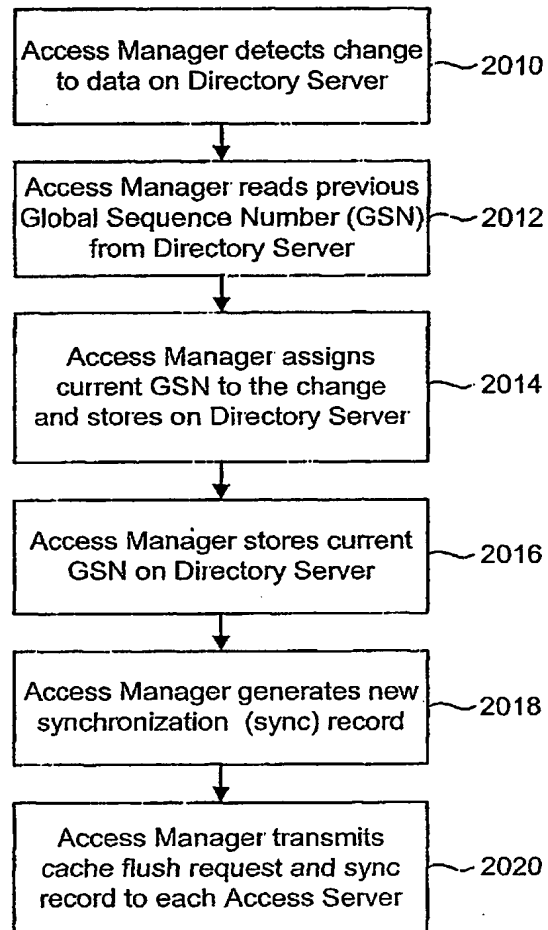 Access Manager detects change
to data on Directory Server
2010
Access Manager reads previous
Global Sequence Number (GSN)
from Directory Server
2012
Access Manager assigns
current GSN to the change
and stores on Directory Server
2014
Access Manager stores current
GSN on Directory Server
2016
Access Manager generates new
synchronization (sync) record
2018
Access Manager transmits
cache flush request and sync
record to each Access Server
2020